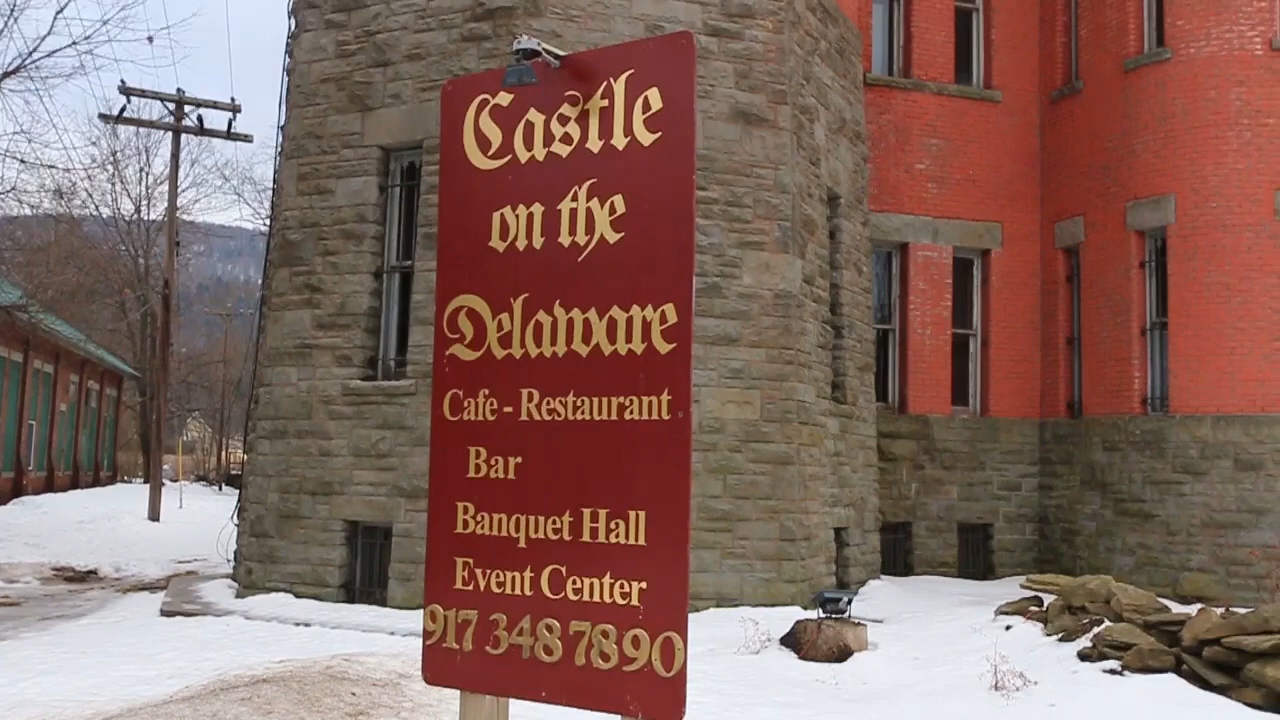 Castle
on the
Delaware
Cafe - Restaurant
Bar
Banquet Hall
Event Center
917 348 7890